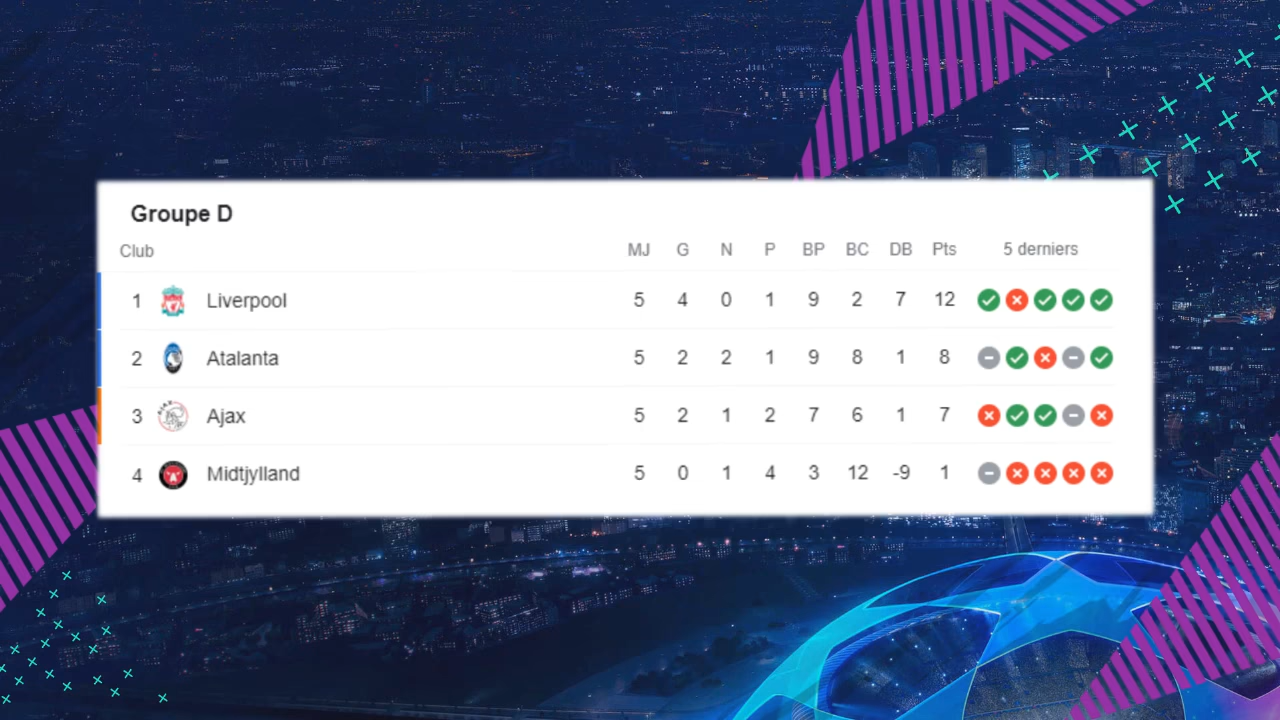 Groupe D
Club MJ G N P BP BC DB Pts 5 derniers
1 Liverpool 5 4 0 1 9 2 7 12
2 Atalanta 5 2 2 1 9 8 1 8
3 Ajax 5 2 1 2 7 6 1 7
4 Midtjylland 5 0 1 4 3 12 -9 1